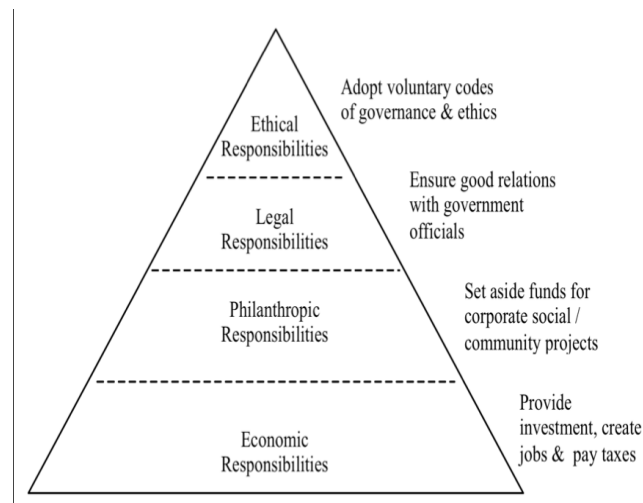 Adopt voluntary codes
of governance & ethics
Ethical
Responsibilities
Ensure good relations
with government
officials
Legal
Responsibilities
Set aside funds for
corporate social /
community projects
Philanthropic
Responsibilities
Provide
investment, create
jobs & pay taxes
Economic
Responsibilities